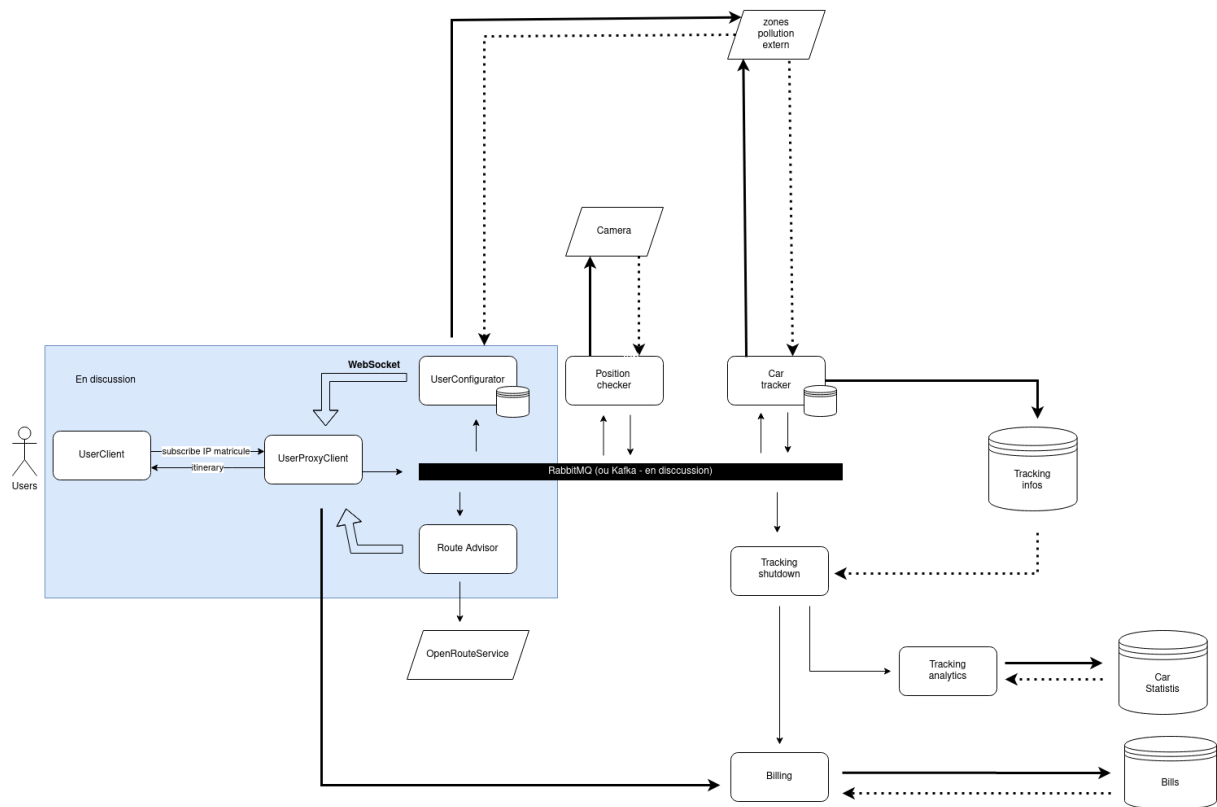 zones
pollution
extern
Camera
WebSocket
En discussion
UserConfigurator
Position
checker
Car
tracker
UserClient
subscribe IP matricule
itinerary
UserProxyClient
Users
RabbitMQ (ou Kafka - en disccussion)
Tracking
infos
Route Advisor
Tracking
shutdown
OpenRouteService
Tracking
analytics
Car
Statistis
Billing
Bills